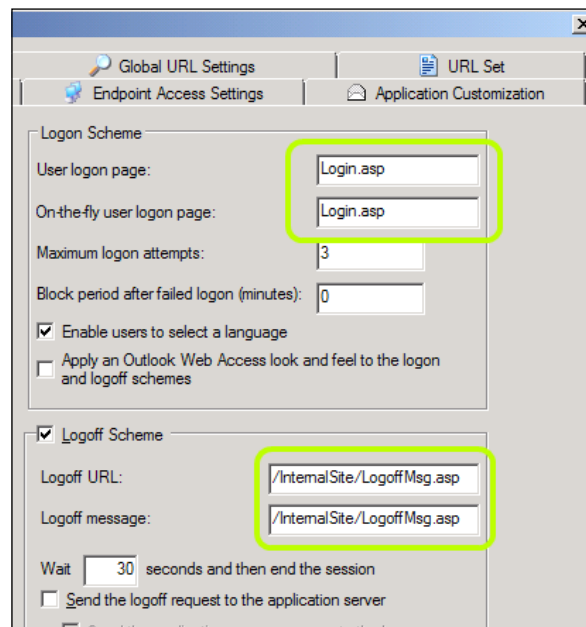 Global URL Settings
URL Set
Endpoint Access Settings
Application Customization
Logon Scheme
User logon page:
Login.asp
On-the-fly user logon page:
Login.asp
Maximum logon attempts:
3
Block period after failed logon (minutes):
0
Enable users to select a language
Apply an Outlook Web Access look and feel to the logon
and logoff schemes
Logoff Scheme
Logoff URL:
/InternalSite/LogoffMsg.asp
Logoff message:
/InternalSite/LogoffMsg.asp
Wait 30 seconds and then end the session
Send the logoff request to the application server